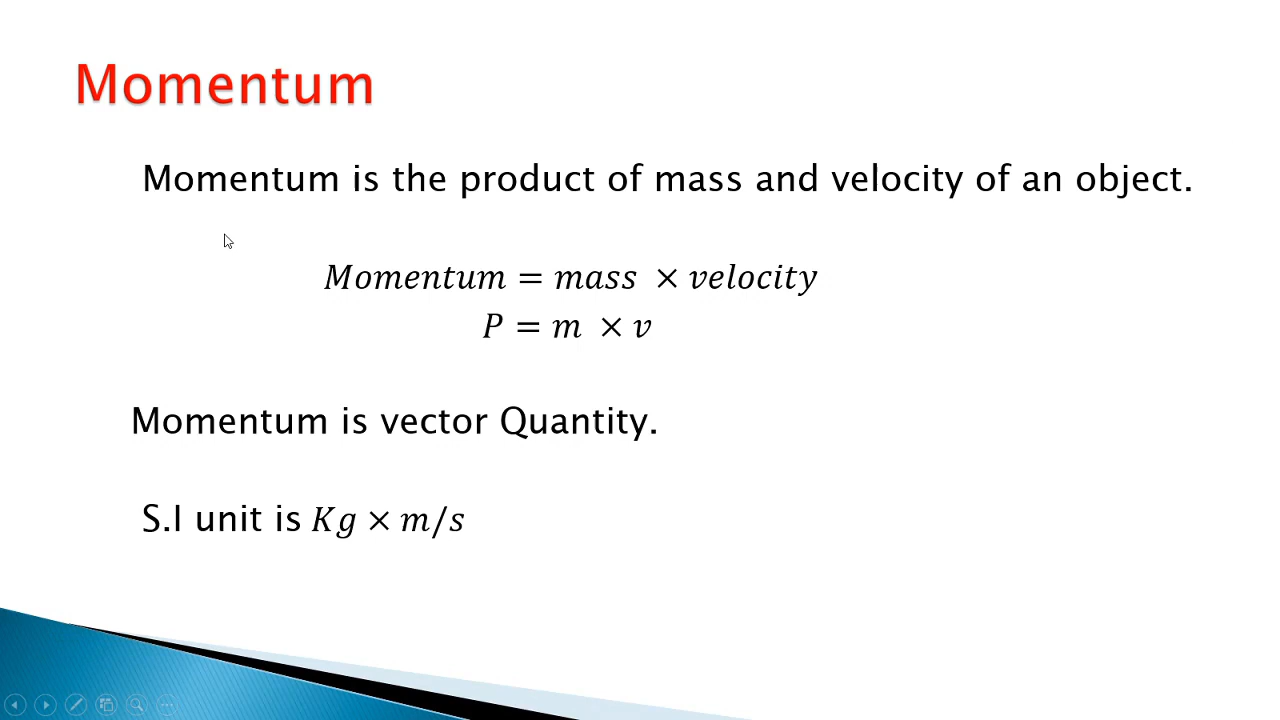 Momentum
Momentum is the product of mass and velocity of an object.
Momentum = mass × velocity
P = m × v
Momentum is vector Quantity.
S.I unit is Kg × m/s